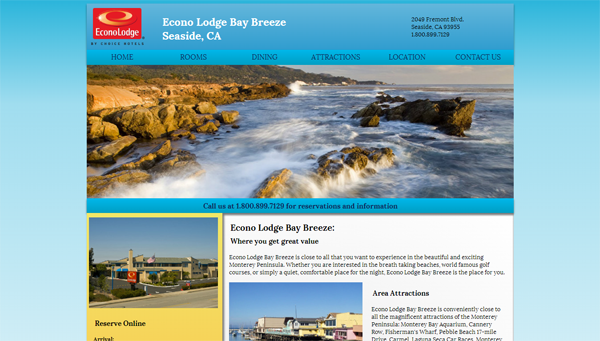 EconoLodge
BY CHOICE HOTELS
Econo Lodge Bay Breeze
Seaside, CA
2049 Fremont Blvd.
Seaside, CA 93955
1.800.899.7129
HOME ROOMS DINING ATTRACTIONS LOCATION CONTACT US
Call us at 1.800.899.7129 for reservations and information
Reserve Online
Arrival:
Econo Lodge Bay Breeze:
Where you get great value
Econo Lodge Bay Breeze is close to all that you want to experience in the beautiful and exciting
Monterey Peninsula. Whether you are interested in the breath taking beaches, world famous golf
courses, or simply a quiet, comfortable place for the night, Econo Lodge Bay Breeze is the place for you.
Area Attractions
Econo Lodge Bay Breeze is conveniently close to
all the magnificent attractions of the Monterey
Peninsula: Monterey Bay Aquarium, Cannery
Row, Fisherman's Wharf, Pebble Beach 17-mile
Drive, Carmel, Laguna Seca Car Races, Monterey